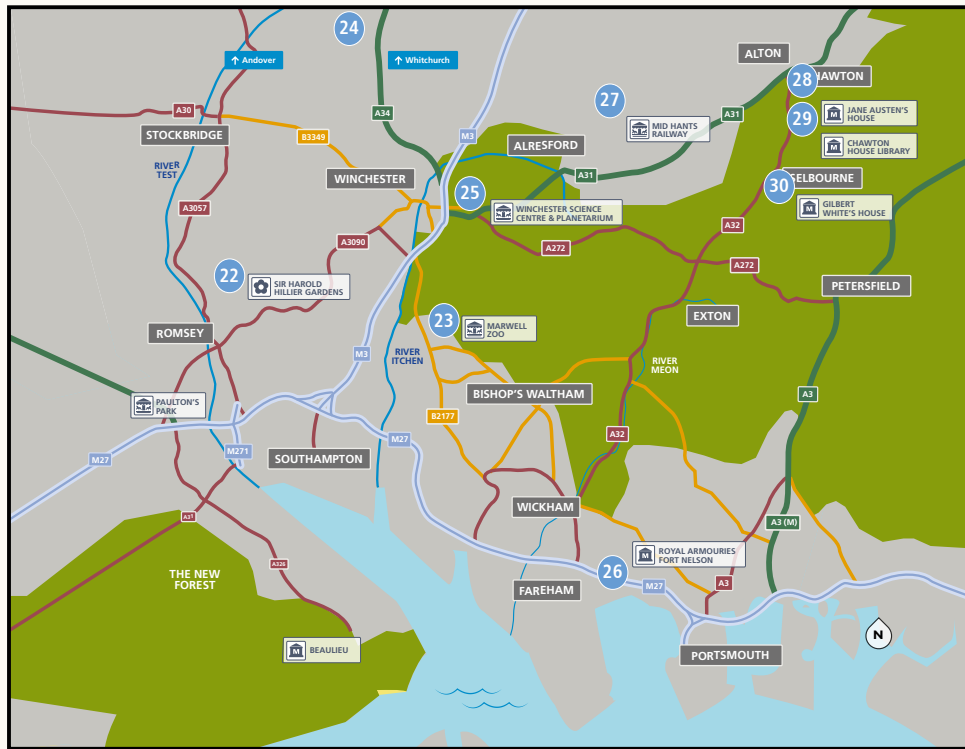 24
Andover
Whitchurch
ALTON
28
HAWTON
27
A30
A34
A31
29
JANE AUSTEN'S
HOUSE
STOCKBRIDGE
B3349
M3
MID HANTS
RAILWAY
CHAWTON
HOUSE LIBRARY
ALRESFORD
RIVER
TEST
WINCHESTER
A31
30
SELBOURNE
25
A3057
WINCHESTER SCIENCE
CENTRE & PLANETARIUM
GILBERT
WHITE'S HOUSE
A32
A3090
A272
A272
22
SIR HAROLD
HILLIER GARDENS
PETERSFIELD
23
MARWELL
ZOO
EXTON
ROMSEY
M3
RIVER
ITCHEN
RIVER
MEON
BISHOP'S WALTHAM
A3
PAULTON'S
PARK
B2177
A32
M27
M27
M271
SOUTHAMPTON
WICKHAM
A31
A3 (M)
ROYAL ARMOURIES
FORT NELSON
A326
THE NEW
FOREST
26
M27
A3
FAREHAM
N
BEAULIEU
PORTSMOUTH